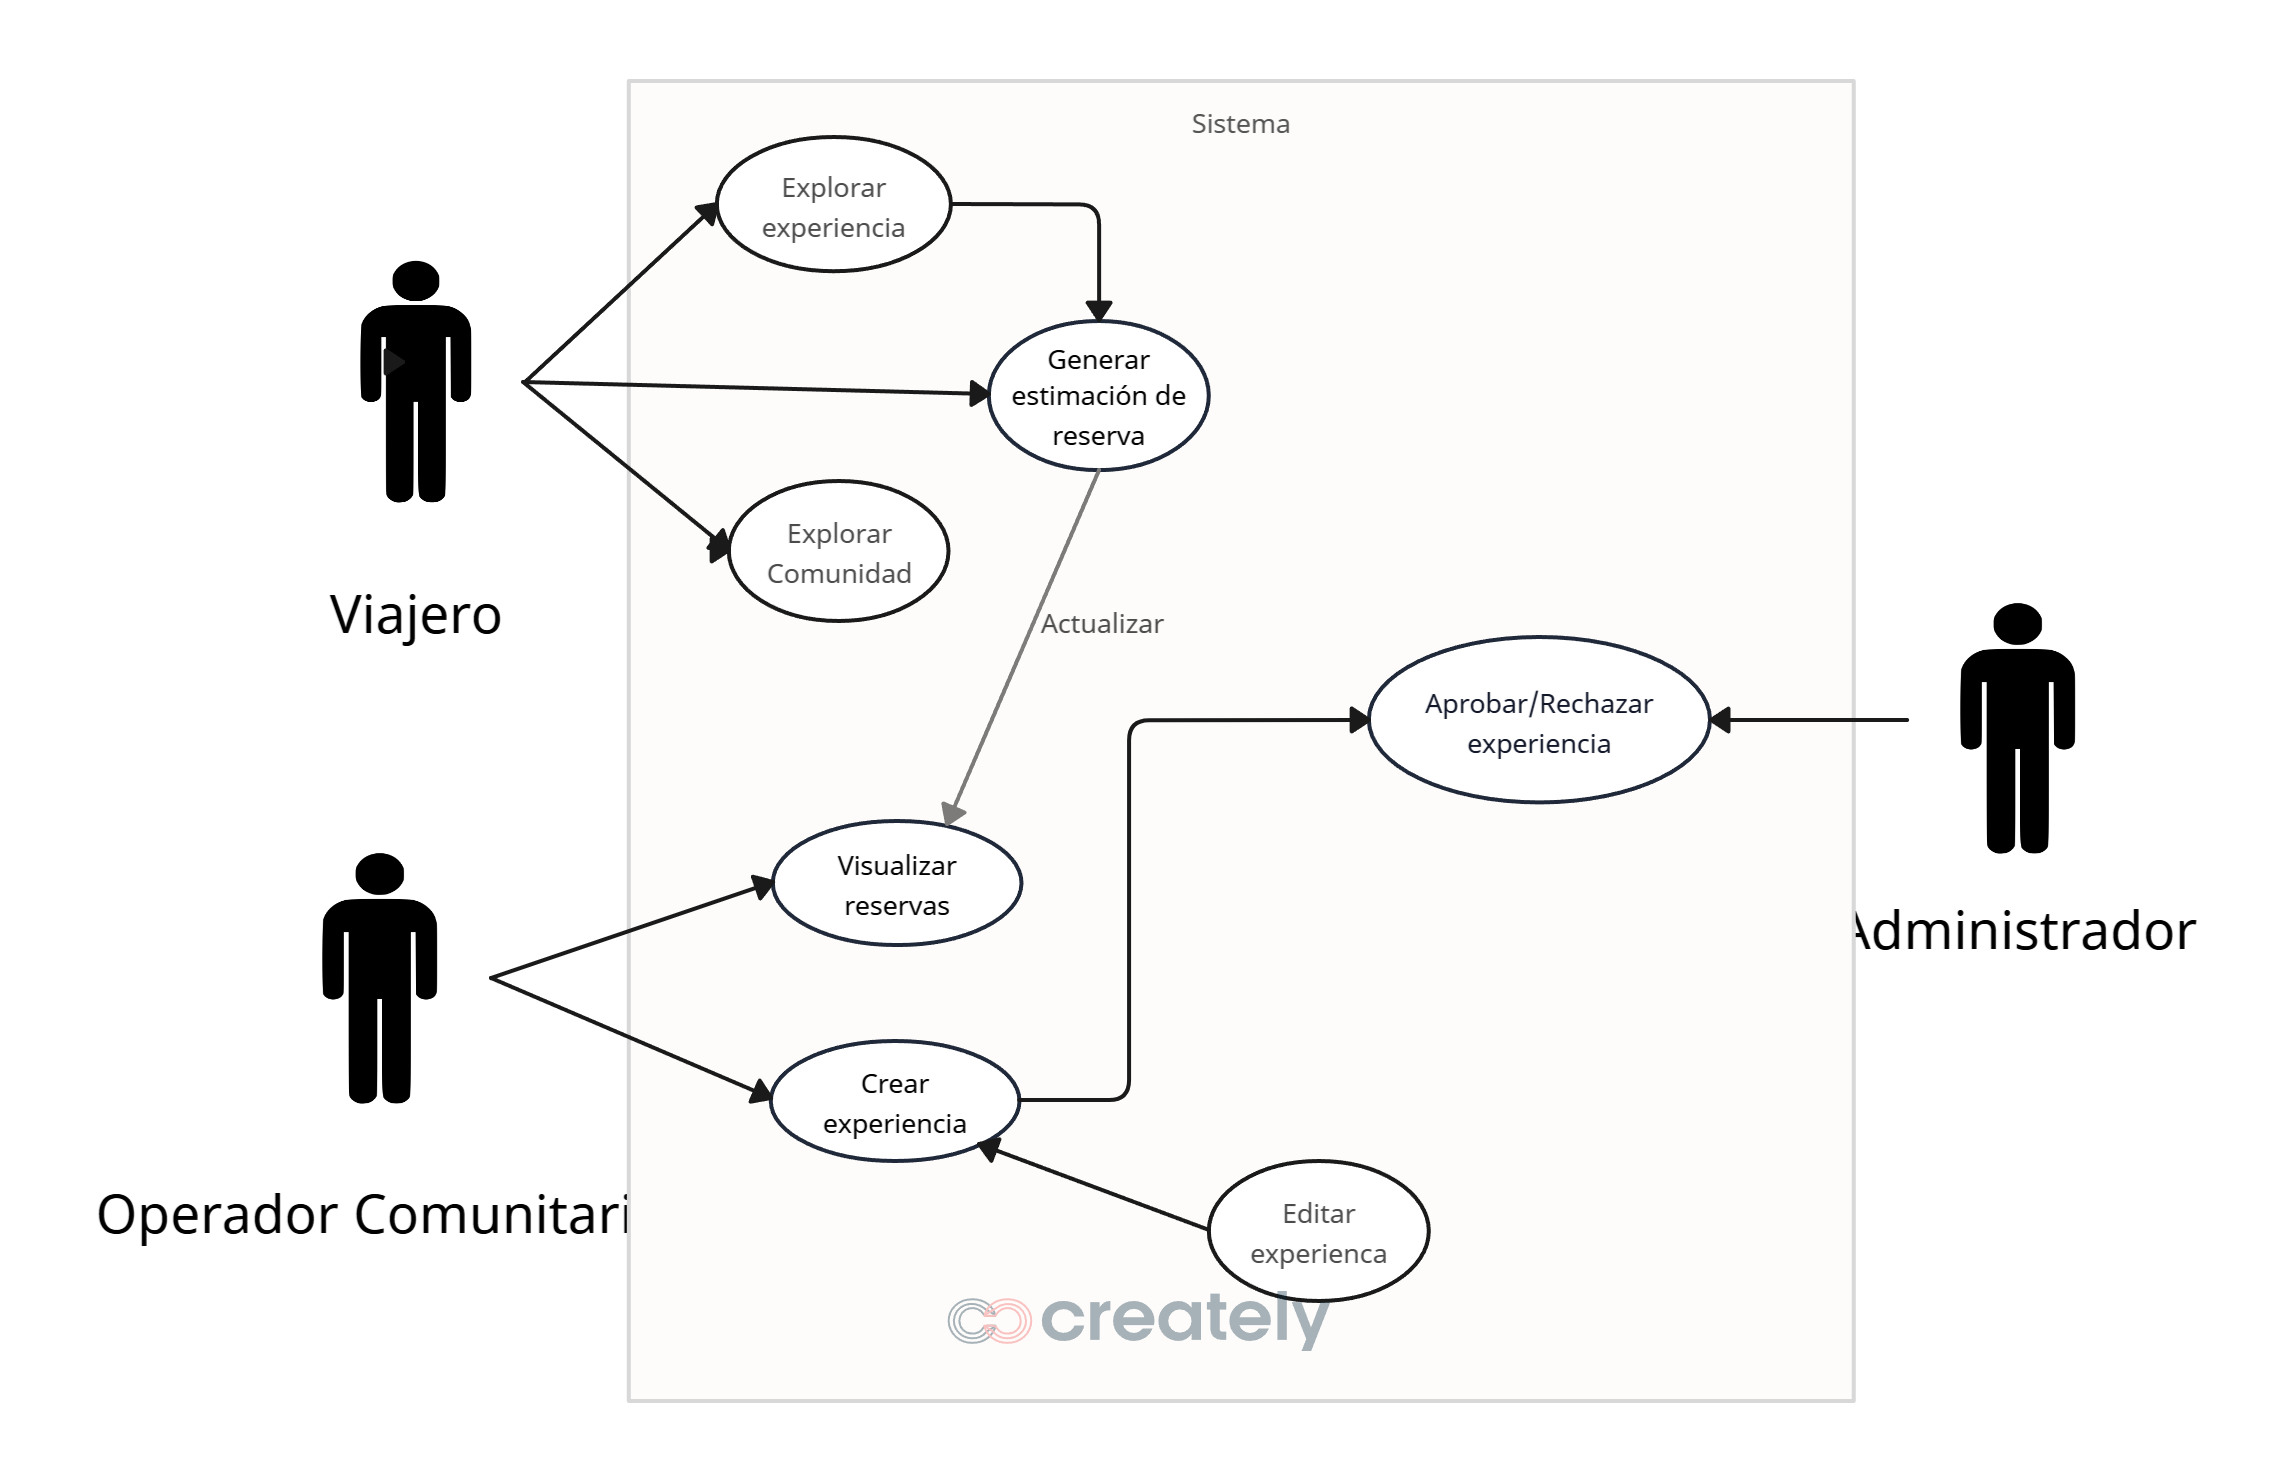 Sistema
Explorar
experiencia
Generar
estimación de
reserva
Explorar
Comunidad
Viajero
Actualizar
Aprobar/Rechazar
experiencia
Visualizar
reservas
Administrador
Crear
experiencia
Operador Comunitari
Editar
experienca
creately